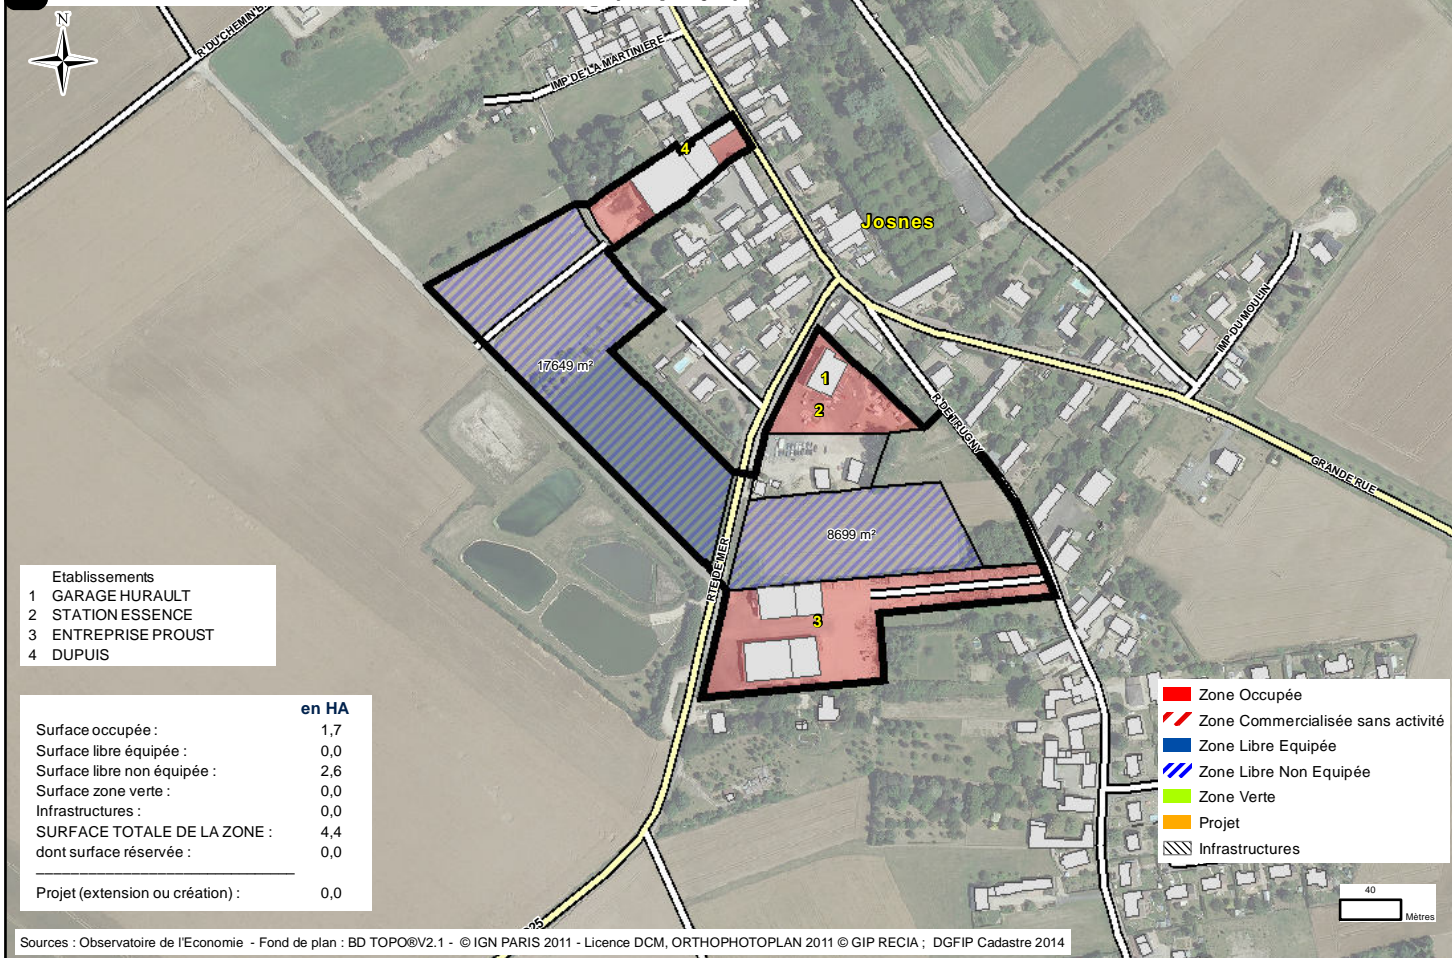 N
R DU CHEMIN B
IMP DE LA MARTINIERE
4
Josnes
IMP DU MOULIN
17649 m²
1
2
R DE TRUGNY
GRANDE RUE
8699 m²
RTE DE MER
3
Etablissements
1 GARAGE HURAULT
2 STATION ESSENCE
3 ENTREPRISE PROUST
4 DUPUIS
en HA
Surface occupée : 1,7
Surface libre équipée : 0,0
Surface libre non équipée : 2,6
Surface zone verte : 0,0
Infrastructures : 0,0
SURFACE TOTALE DE LA ZONE : 4,4
dont surface réservée : 0,0
Projet (extension ou création) : 0,0
Zone Occupée
Zone Commercialisée sans activité
Zone Libre Equipée
Zone Libre Non Equipée
Zone Verte
Projet
Infrastructures
40
Mètres
25
Sources : Observatoire de l'Economie - Fond de plan : BD TOPO®V2.1 - © IGN PARIS 2011 - Licence DCM, ORTHOPHOTOPLAN 2011 © GIP RECIA ; DGFIP Cadastre 2014